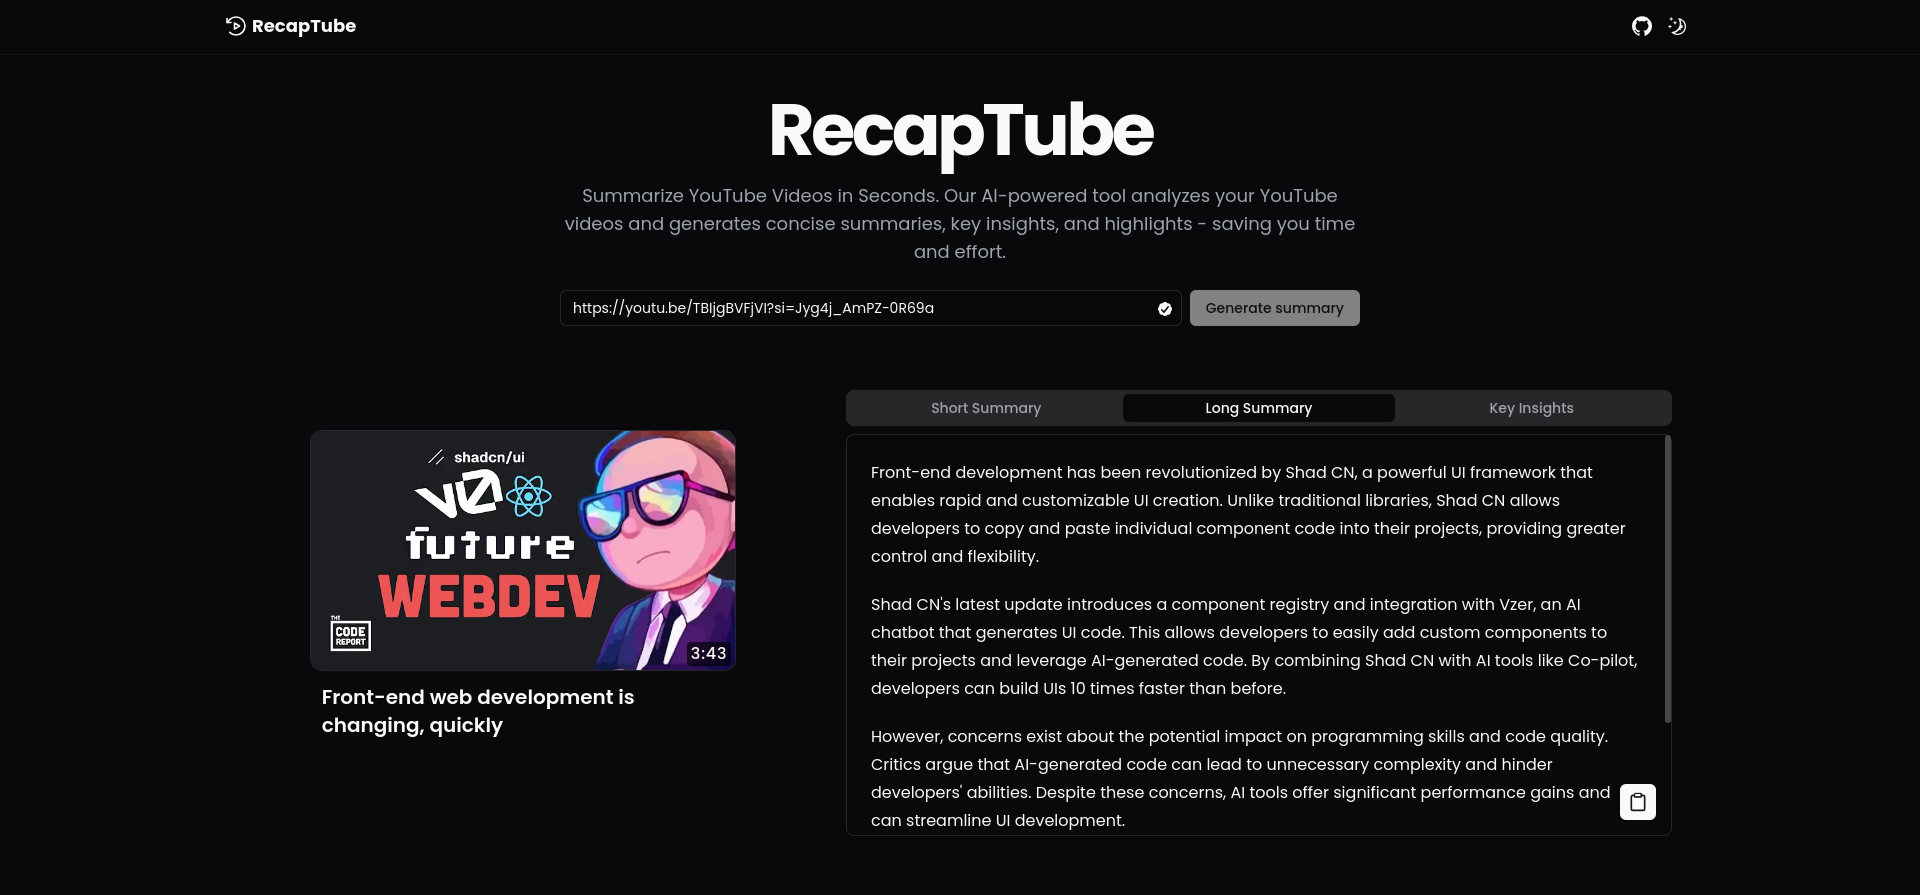 RecapTube
RecapTube
Summarize YouTube Videos in Seconds. Our AI-powered tool analyzes your YouTube
videos and generates concise summaries, key insights, and highlights - saving you time
and effort.
https://youtu.be/TBIjgBVFjVI?si=Jyg4j_AmPZ-0R69a
Generate summary
shadcn/ui
v0
future
WEBDEV
THE
CODE
REPORT
3:43
Front-end web development is
changing, quickly
Short Summary
Long Summary
Key Insights
Front-end development has been revolutionized by Shad CN, a powerful UI framework that
enables rapid and customizable UI creation. Unlike traditional libraries, Shad CN allows
developers to copy and paste individual component code into their projects, providing greater
control and flexibility.
Shad CN's latest update introduces a component registry and integration with Vzer, an AI
chatbot that generates UI code. This allows developers to easily add custom components to
their projects and leverage AI-generated code. By combining Shad CN with AI tools like Co-pilot,
developers can build UIs 10 times faster than before.
However, concerns exist about the potential impact on programming skills and code quality.
Critics argue that AI-generated code can lead to unnecessary complexity and hinder
developers' abilities. Despite these concerns, AI tools offer significant performance gains and
can streamline UI development.